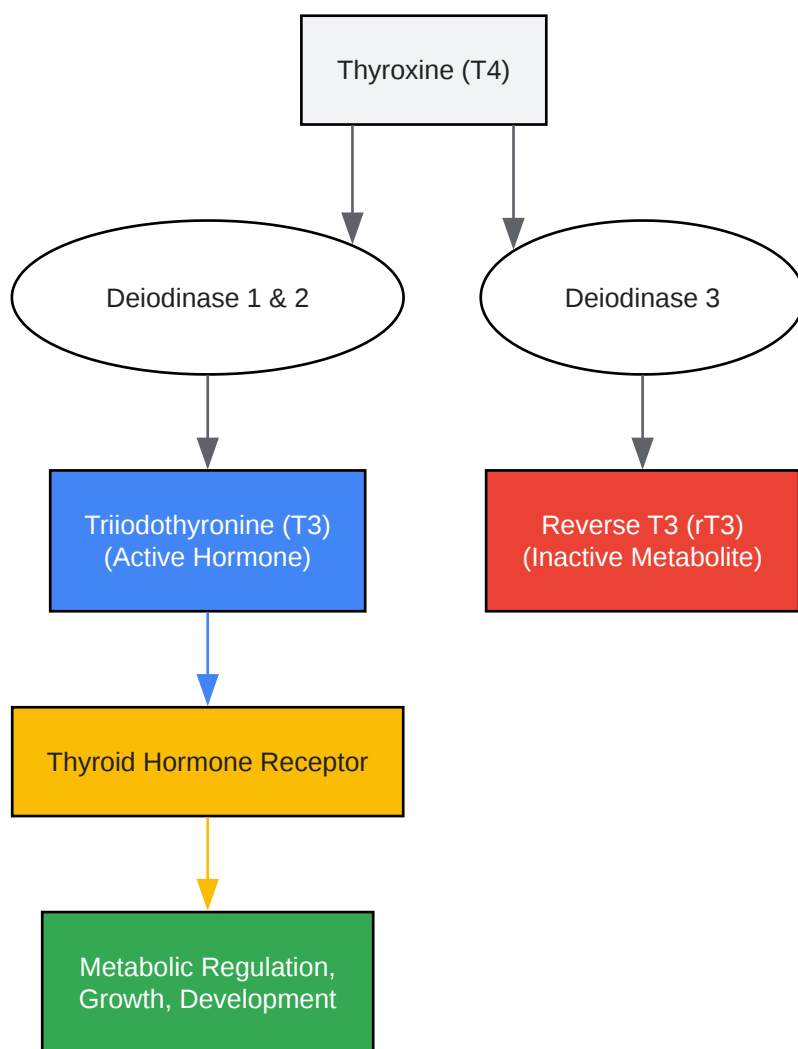 Thyroxine (T4)
Deiodinase 1 & 2
Deiodinase 3
Triiodothyronine (T3)
(Active Hormone)
Reverse T3 (rT3)
(Inactive Metabolite)
Thyroid Hormone Receptor
Metabolic Regulation,
Growth, Development